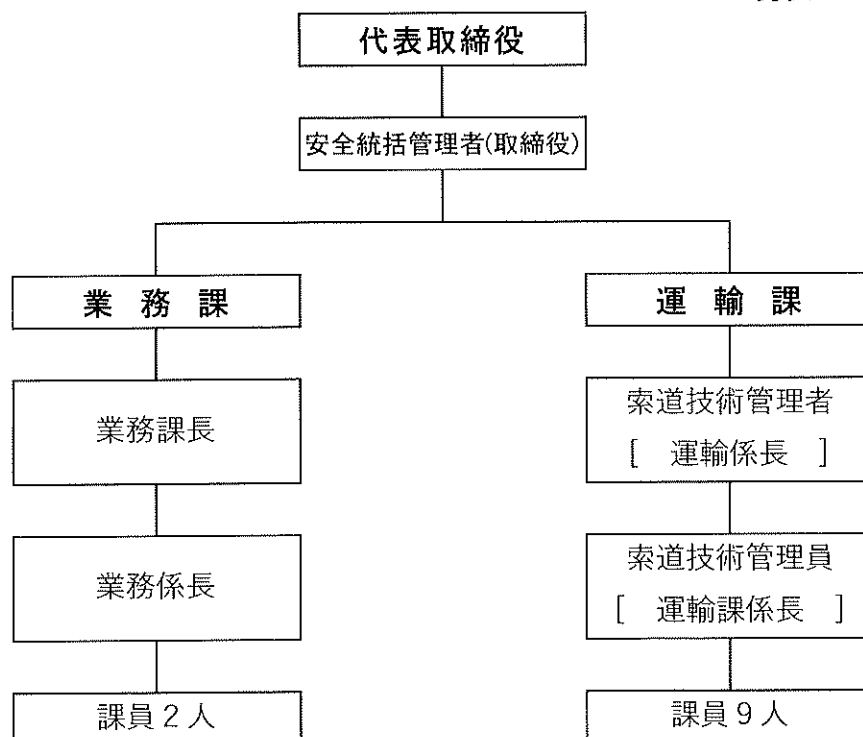 代表取締役
安全統括管理者(取締役)
業務課
運輸課
業務課長
索道技術管理者
[ 運輸係長 ]
業務係長
索道技術管理員
[ 運輸課係長 ]
課員2人
課員9人